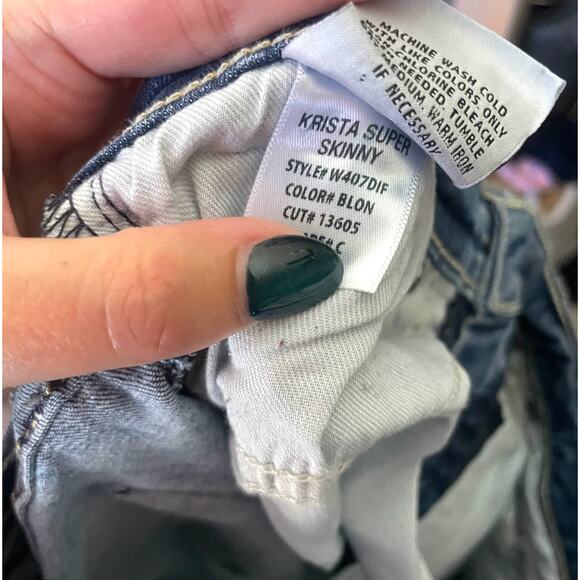 MACHINE WASH COLD
WITH LIKE COLORS ONLY
NON-CHLORINE BLEACH
IF NEEDED, TUMBLE
MEDIUM, WARM IRON
IF NECESSARY
KRISTA SUPER
SKINNY
STYLE# W407DIF
COLOR# BLON
CUT# 13605
C